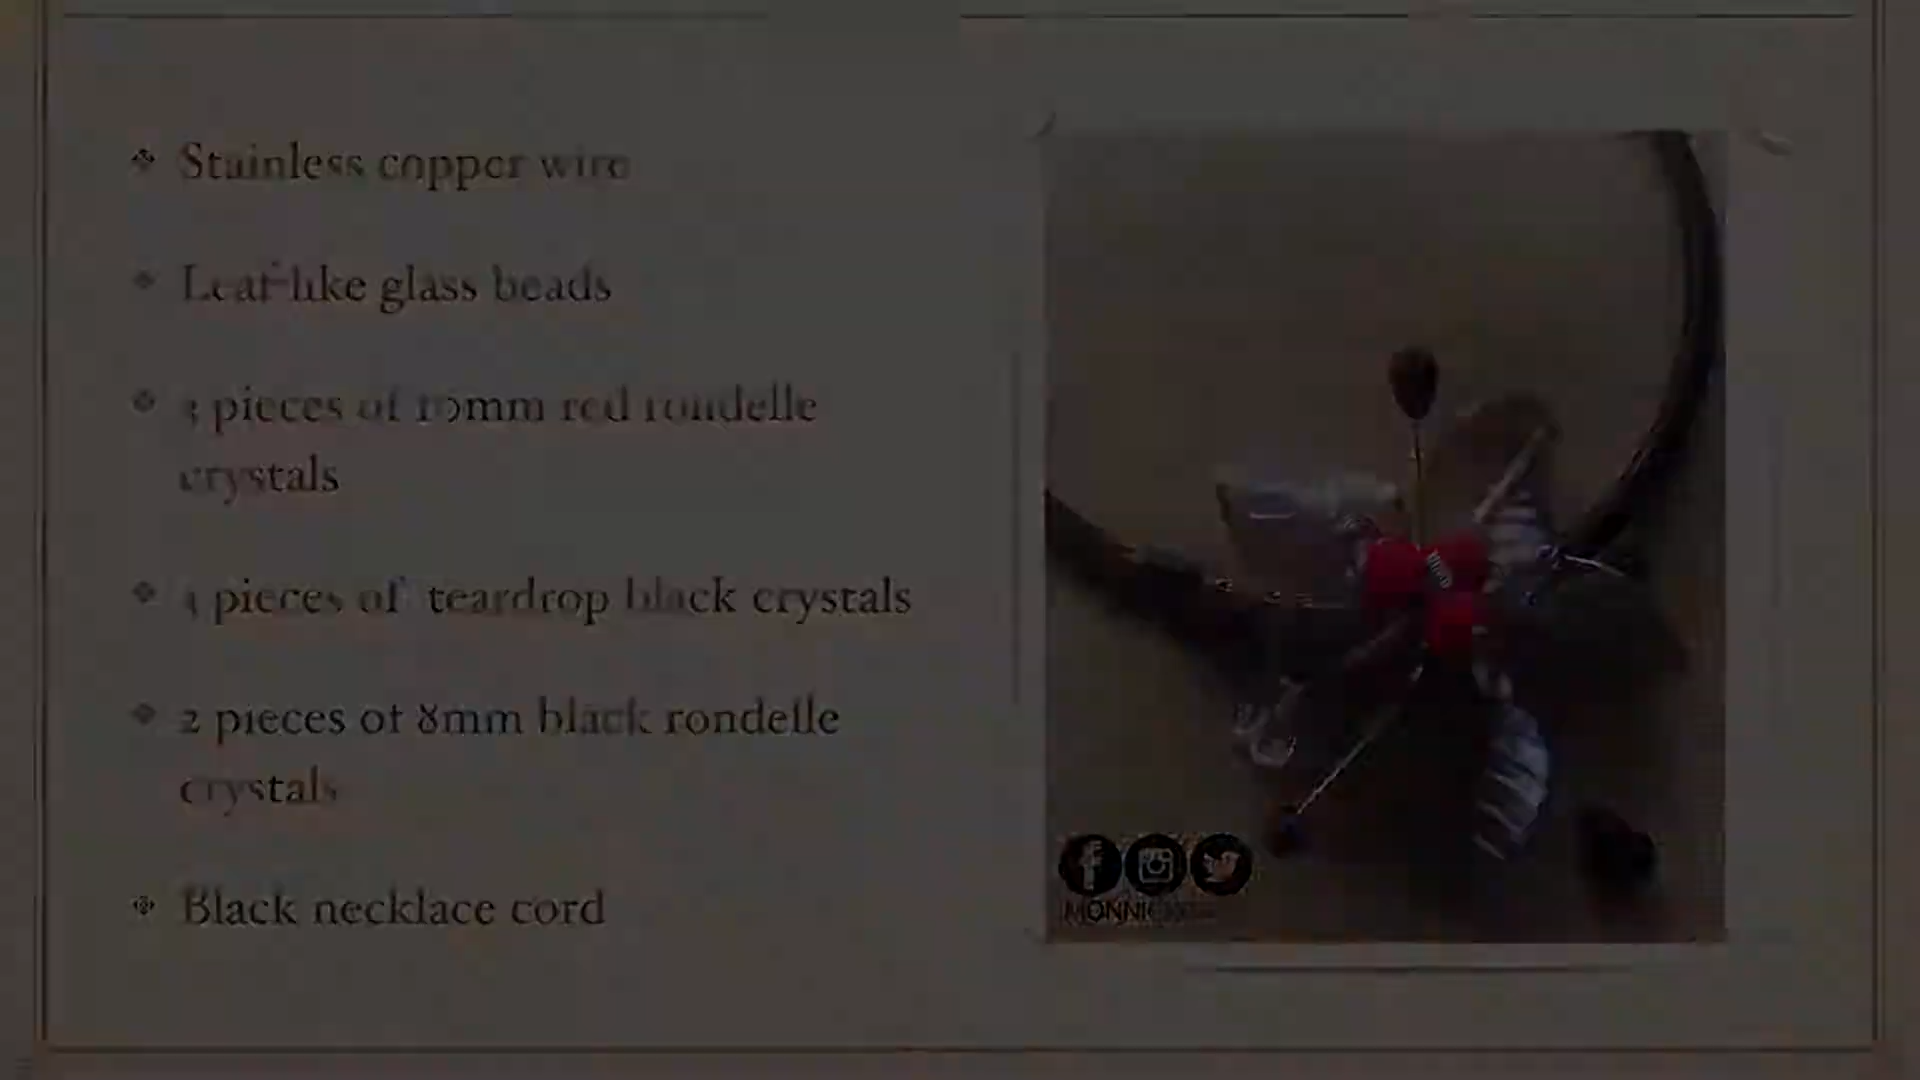 Stainless copper wire
Leaf-like glass beads
pieces of 10mm red rondelle
crystals
pieces of teardrop black crystals
2 pieces of 8mm black rondelle
crystals
Black necklace cord